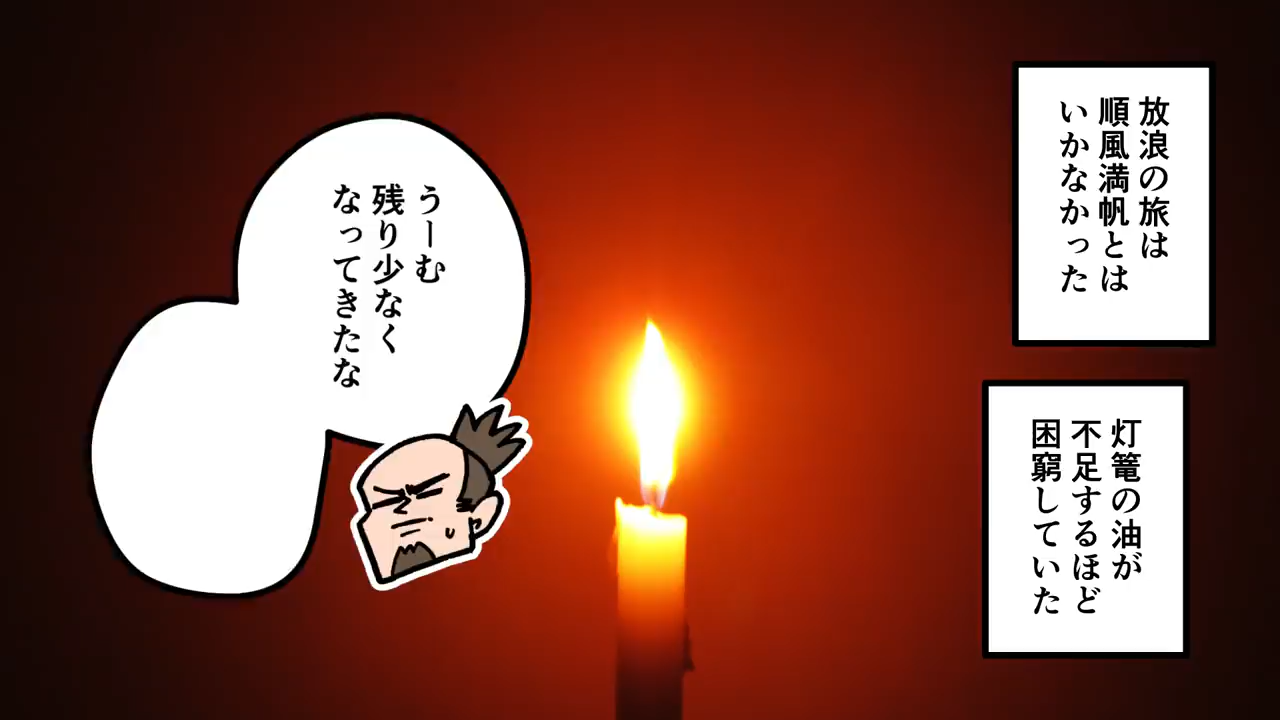 放浪の旅は
順風満帆とは
いかなかった
灯篭の油が
不足するほど
困窮していた
うーむ
残り少なく
なってきたな